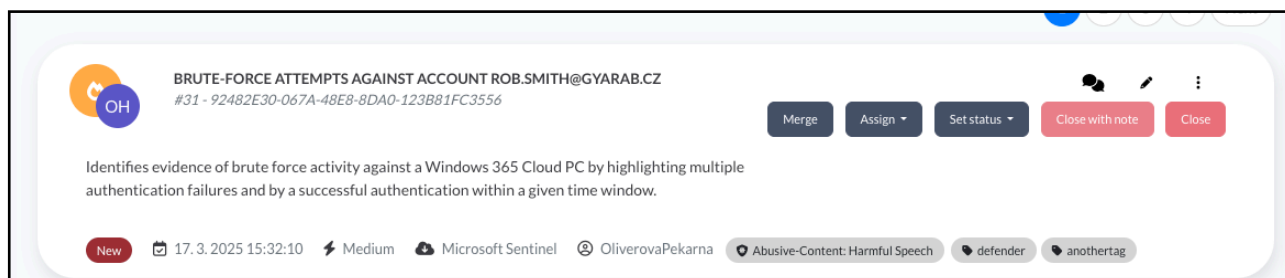 BRUTE-FORCE ATTEMPTS AGAINST ACCOUNT ROB.SMITH@GYARAB.CZ
OH
#31 - 92482E30-067A-48E8-8DA0-123B81FC3556
Merge
Assign
Set status
Close with note
Close
Identifies evidence of brute force activity against a Windows 365 Cloud PC by highlighting multiple
authentication failures and by a successful authentication within a given time window.
New
17. 3. 2025 15:32:10
Medium
Microsoft Sentinel
OliverovaPekarna
Abusive-Content: Harmful Speech
defender
anothertag